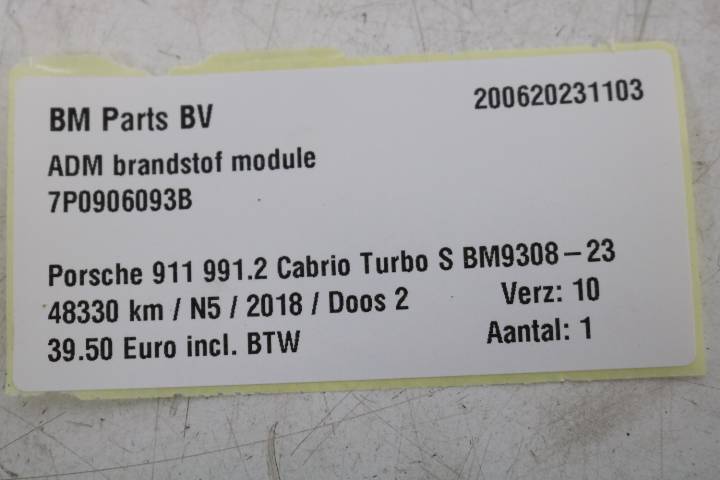 BM Parts BV 200620231103
ADM brandstof module
7P0906093B
Porsche 911 991.2 Cabrio Turbo S BM9308-23
48330 km / N5 / 2018 / Doos 2 Verz: 10
39.50 Euro incl. BTW Aantal: 1